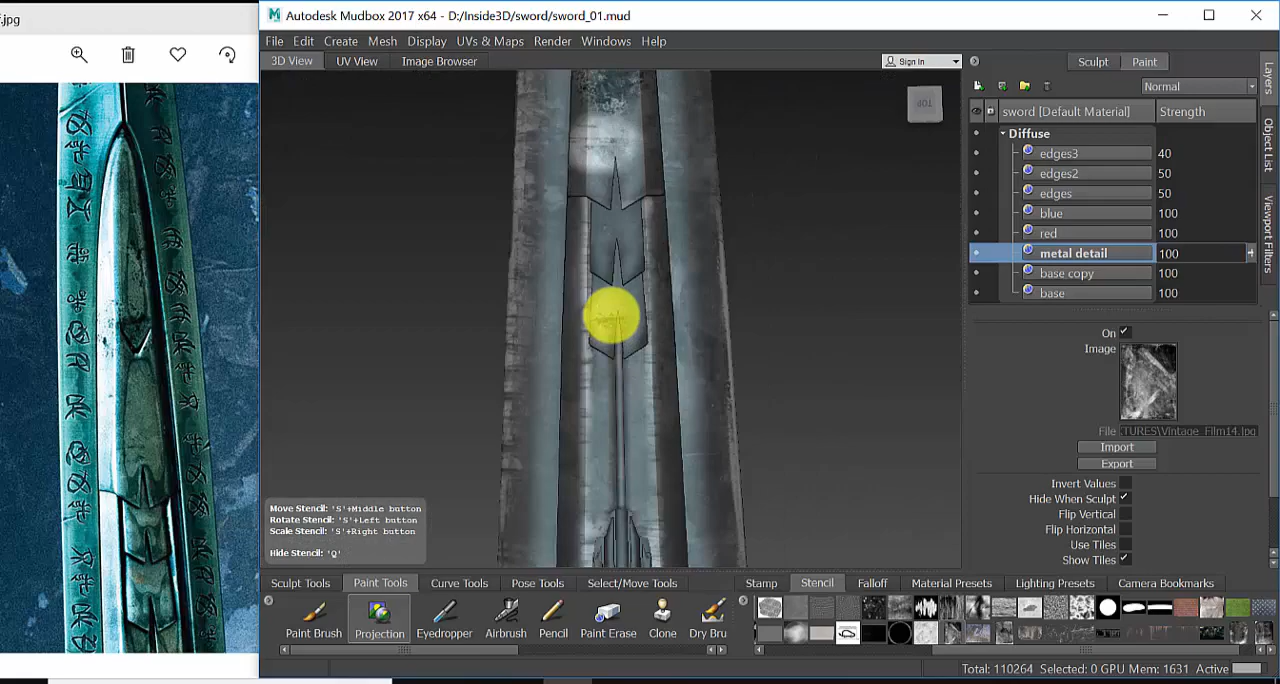 .jpg
Autodesk Mudbox 2017 x64 - D:/Inside3D/sword/sword_01.mud
File Edit Create Mesh Display UVs & Maps Render Windows Help
3D View UV View Image Browser Sign In Sculpt Paint
Normal
sword [Default Material] Strength
Diffuse
edges3 40
edges2 50
edges 50
blue 100
red 100
metal detail 100
base copy 100
base 100
Layers
Object List
Viewport Filters
TOP
On
Image
File :TURES\Vintage_Film14.jpg
Import
Export
Invert Values
Hide When Sculpt
Flip Vertical
Flip Horizontal
Use Tiles
Show Tiles
Move Stencil: 'S'+Middle button
Rotate Stencil: 'S'+Left button
Scale Stencil: 'S'+Right button
Hide Stencil: 'Q'
Sculpt Tools Paint Tools Curve Tools Pose Tools Select/Move Tools Stamp Stencil Falloff Material Presets Lighting Presets Camera Bookmarks
Paint Brush Projection Eyedropper Airbrush Pencil Paint Erase Clone Dry Bru
Total: 110264 Selected: 0 GPU Mem: 1631 Active